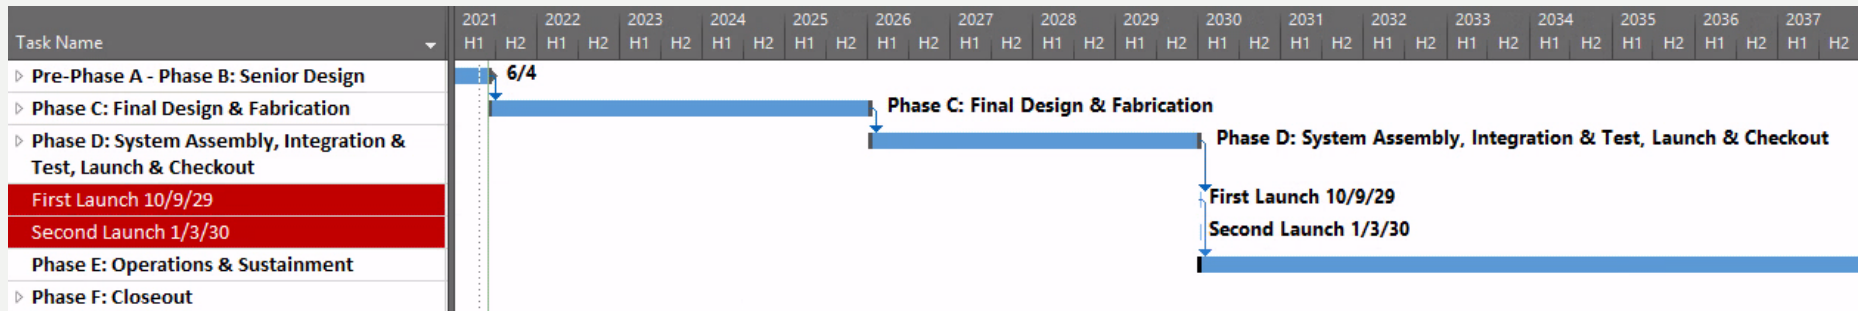 2021 2022 2023 2024 2025 2026 2027 2028 2029 2030 2031 2032 2033 2034 2035 2036 2037
Task Name H1 H2 H1 H2 H1 H2 H1 H2 H1 H2 H1 H2 H1 H2 H1 H2 H1 H2 H1 H2 H1 H2 H1 H2 H1 H2 H1 H2 H1 H2 H1 H2 H1 H2
Pre-Phase A - Phase B: Senior Design 6/4
Phase C: Final Design & Fabrication Phase C: Final Design & Fabrication
Phase D: System Assembly, Integration & Phase D: System Assembly, Integration & Test, Launch & Checkout
Test, Launch & Checkout
First Launch 10/9/29 First Launch 10/9/29
Second Launch 1/3/30 Second Launch 1/3/30
Phase E: Operations & Sustainment
Phase F: Closeout